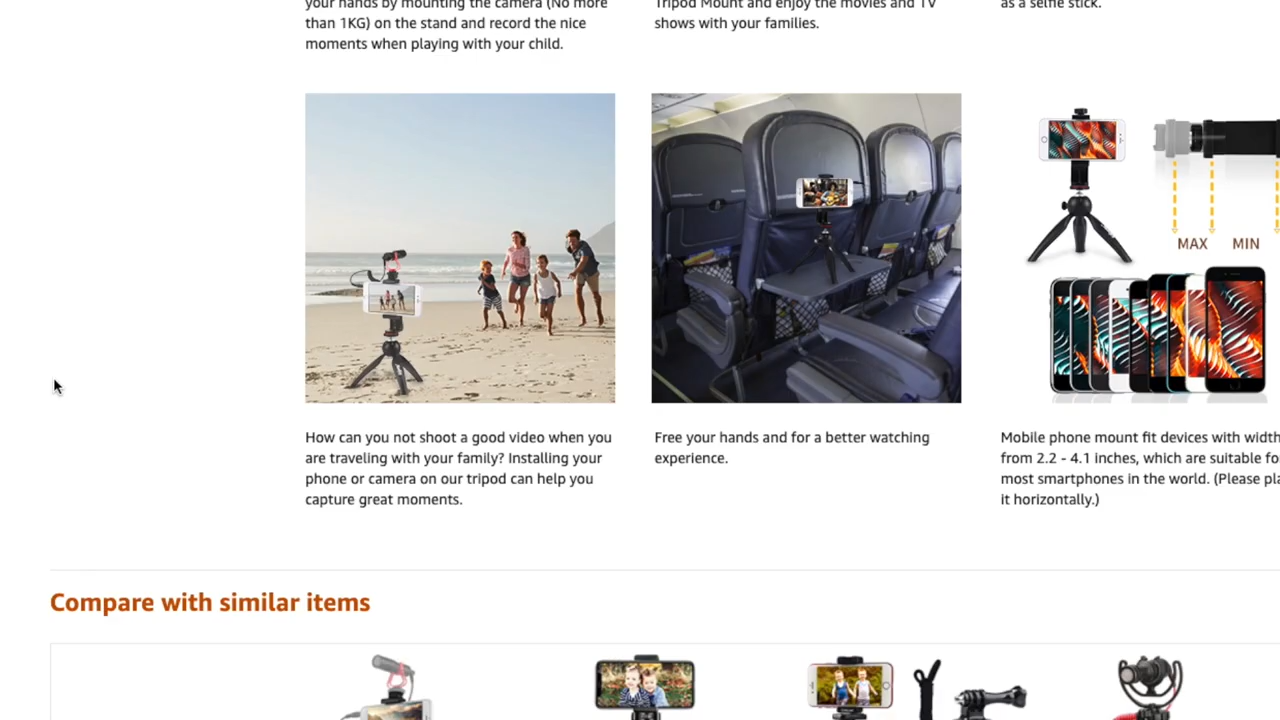 your hands by mounting the camera (No more
than 1KG) on the stand and record the nice
moments when playing with your child.
Tripod Mount and enjoy the movies and TV
shows with your families.
as a selfie stick.
MAX MIN
How can you not shoot a good video when you
are traveling with your family? Installing your
phone or camera on our tripod can help you
capture great moments.
Free your hands and for a better watching
experience.
Mobile phone mount fit devices with width
from 2.2 - 4.1 inches, which are suitable fo
most smartphones in the world. (Please pla
it horizontally.)
Compare with similar items